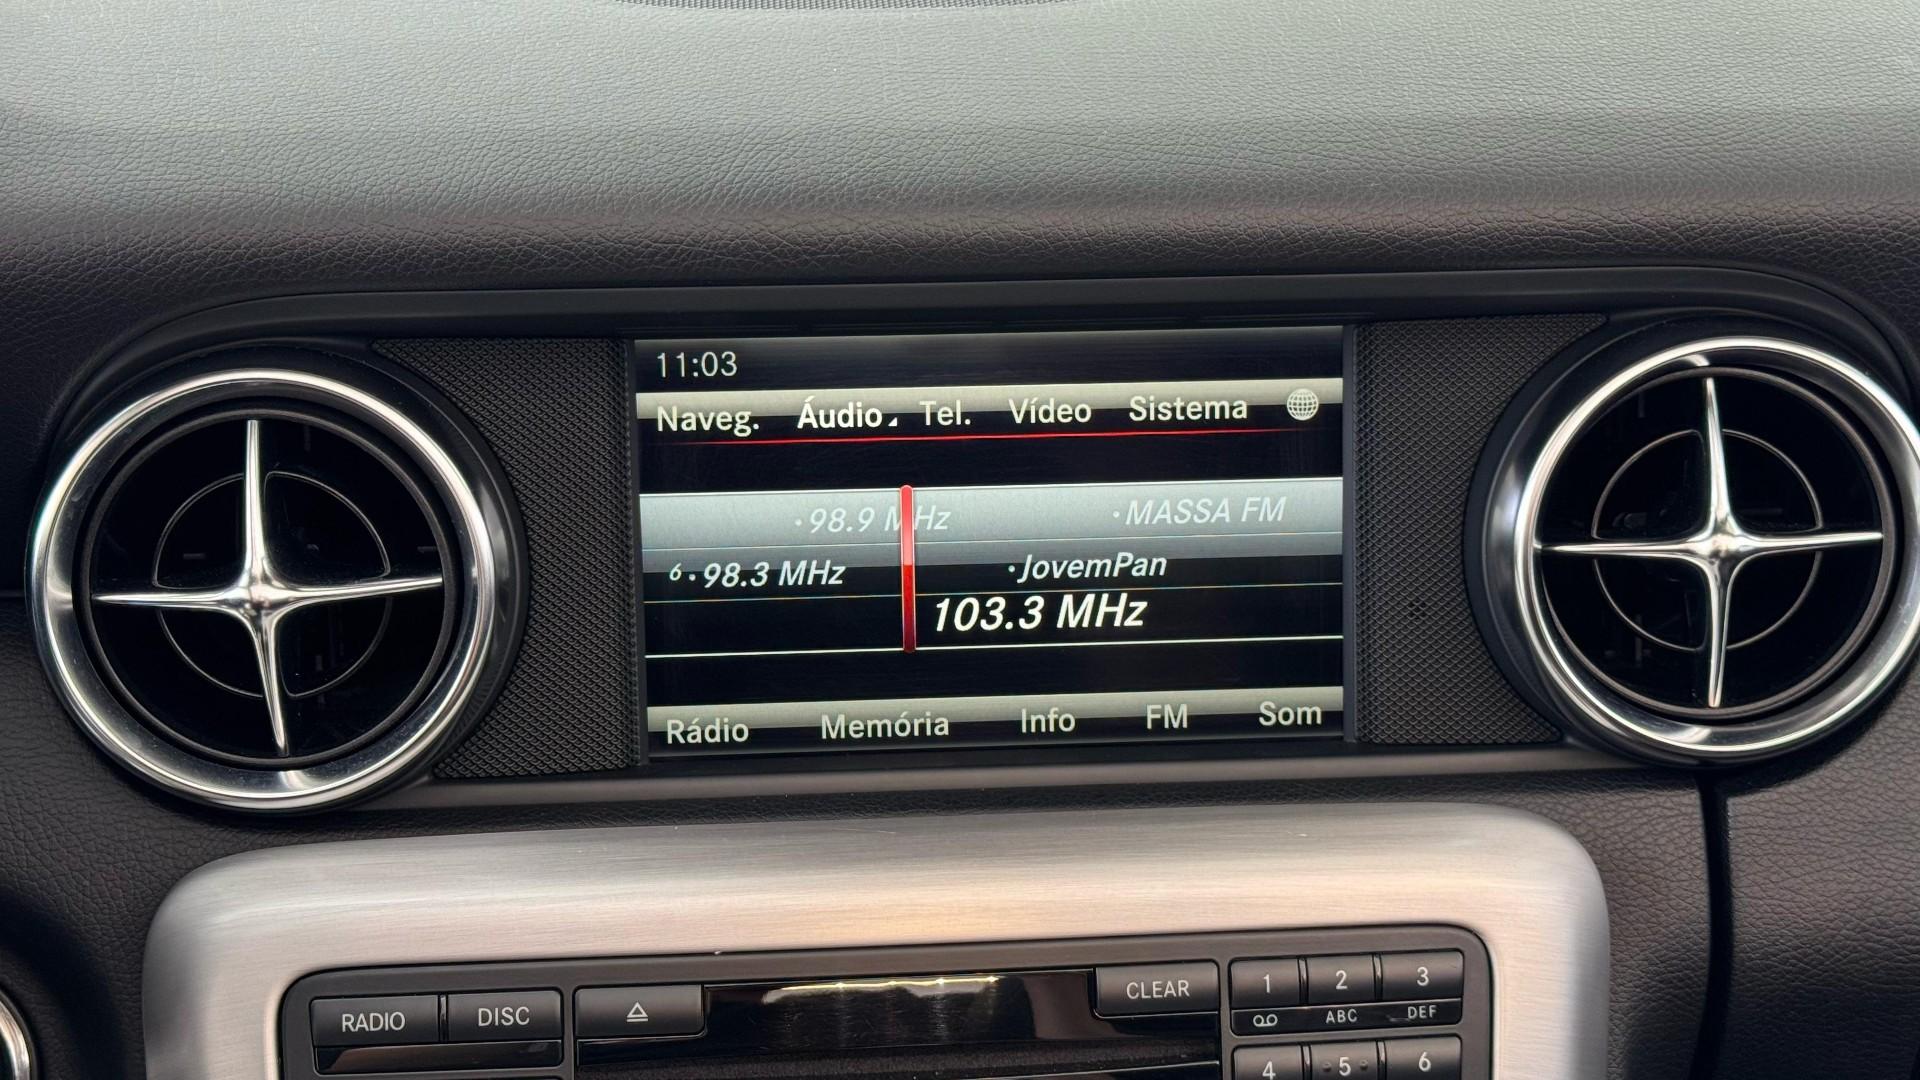 11:03
Naveg. Áudio Tel. Vídeo Sistema
·98.9 MHz ·MASSA FM
6·98.3 MHz ·JovemPan
103.3 MHz
Rádio Memória Info FM Som
RADIO DISC CLEAR 1 2 3
ABC DEF
4 5 6